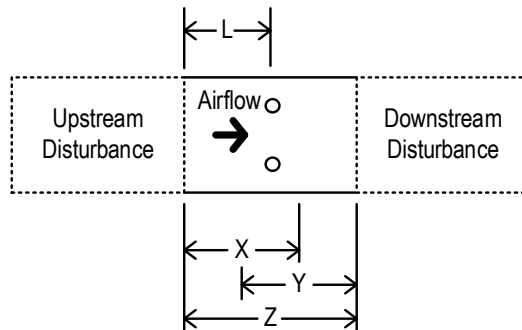 L
Airflow
Upstream
Disturbance
Downstream
Disturbance
X
Y
Z